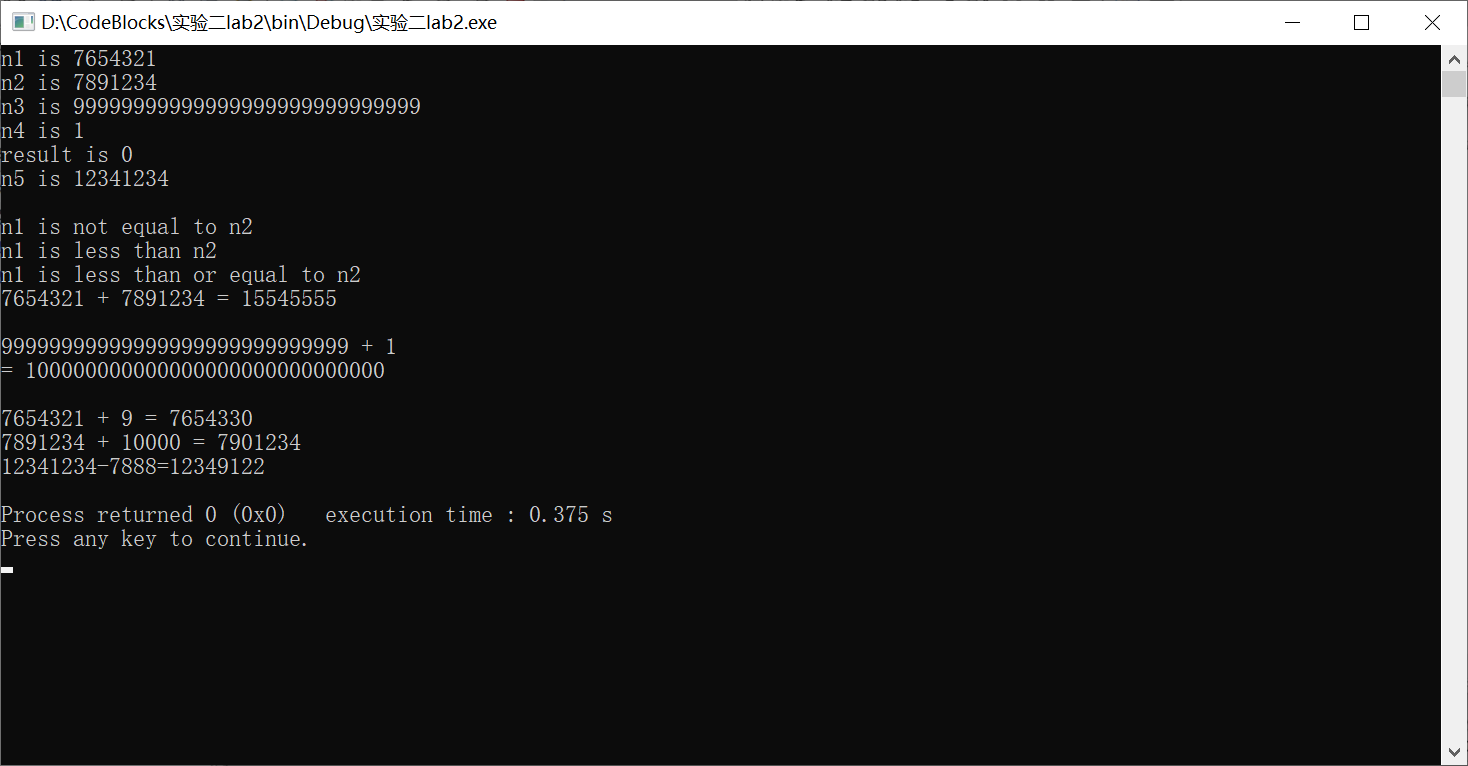 D:\CodeBlocks\实验二lab2\bin\Debug\实验二lab2.exe
n1 is 7654321
n2 is 7891234
n3 is 99999999999999999999999999999
n4 is 1
result is 0
n5 is 12341234
n1 is not equal to n2
n1 is less than n2
n1 is less than or equal to n2
7654321 + 7891234 = 15545555
99999999999999999999999999999 + 1
= 100000000000000000000000000000
7654321 + 9 = 7654330
7891234 + 10000 = 7901234
12341234-7888=12349122
Process returned 0 (0x0)   execution time : 0.375 s
Press any key to continue.